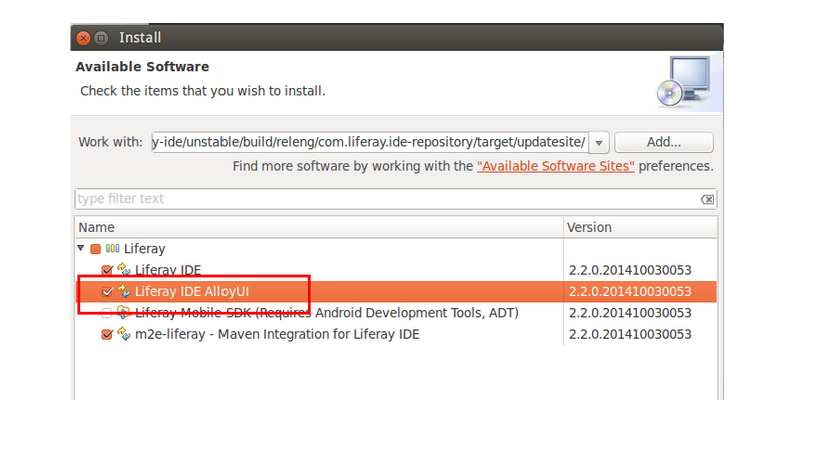 Install
Available Software
Check the items that you wish to install.
Work with: y-ide/unstable/build/releng/com.liferay.ide-repository/target/updatesite/ Add...
Find more software by working with the "Available Software Sites" preferences.
type filter text
Name Version
Liferay
Liferay IDE 2.2.0.201410030053
Liferay IDE AlloyUI 2.2.0.201410030053
Liferay Mobile SDK (Requires Android Development Tools, ADT) 2.2.0.201410030053
m2e-liferay - Maven Integration for Liferay IDE 2.2.0.201410030053